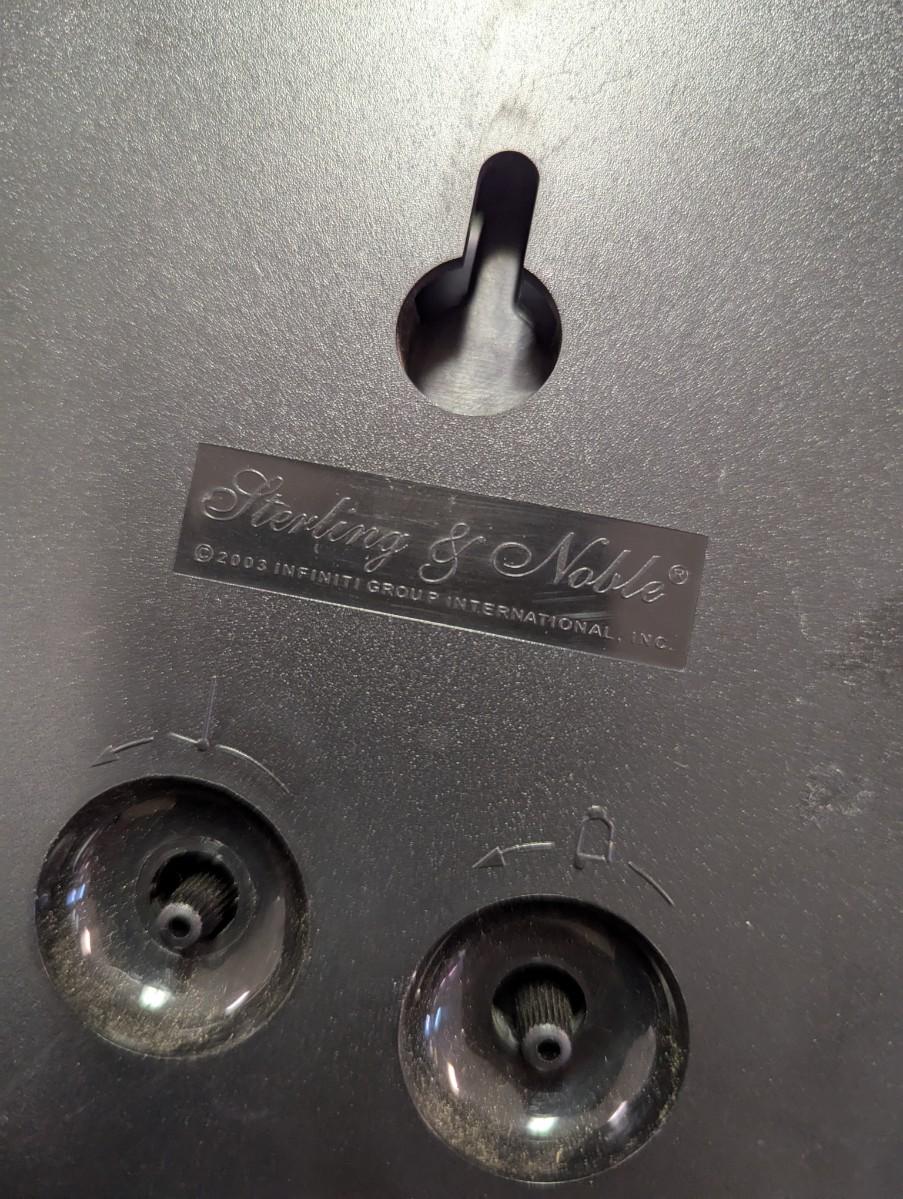 Sterling & Noble®
© 2003 INFINITI GROUP INTERNATIONAL, INC.